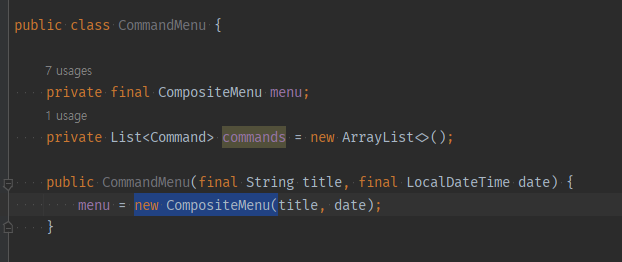 public class CommandMenu {
7 usages
private final CompositeMenu menu;
1 usage
private List<Command> commands = new ArrayList<>();
public CommandMenu(final String title, final LocalDateTime date) {
menu = new CompositeMenu(title, date);
}